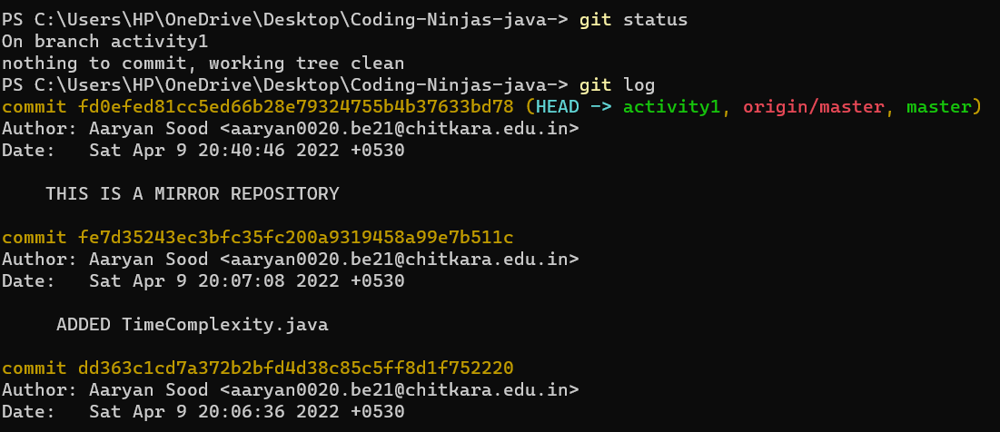 PS C:\Users\HP\OneDrive\Desktop\Coding-Ninjas-java-> git status
On branch activity1
nothing to commit, working tree clean
PS C:\Users\HP\OneDrive\Desktop\Coding-Ninjas-java-> git log
commit fd0efed81cc5ed66b28e79324755b4b37633bd78 (HEAD -> activity1, origin/master, master)
Author: Aaryan Sood <aaryan0020.be21@chitkara.edu.in>
Date:   Sat Apr 9 20:40:46 2022 +0530
    THIS IS A MIRROR REPOSITORY
commit fe7d35243ec3bfc35fc200a9319458a99e7b511c
Author: Aaryan Sood <aaryan0020.be21@chitkara.edu.in>
Date:   Sat Apr 9 20:07:08 2022 +0530
     ADDED TimeComplexity.java
commit dd363c1cd7a372b2bfd4d38c85c5ff8d1f752220
Author: Aaryan Sood <aaryan0020.be21@chitkara.edu.in>
Date:   Sat Apr 9 20:06:36 2022 +0530